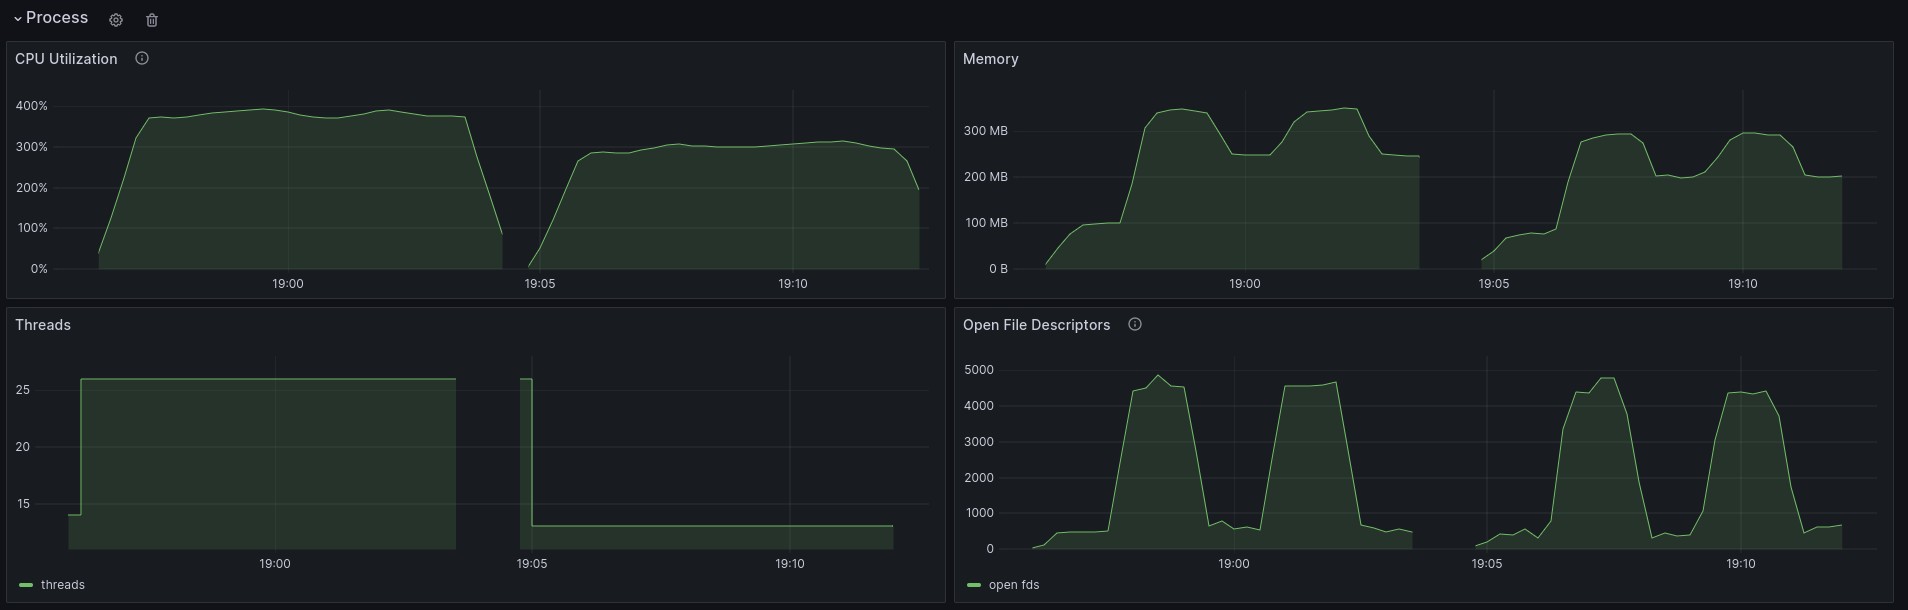 Process
CPU Utilization
400%
300%
200%
100%
0%
19:00
19:05
19:10
Memory
300 MB
200 MB
100 MB
0 B
19:00
19:05
19:10
Threads
25
20
15
19:00
19:05
19:10
threads
Open File Descriptors
5000
4000
3000
2000
1000
0
19:00
19:05
19:10
open fds